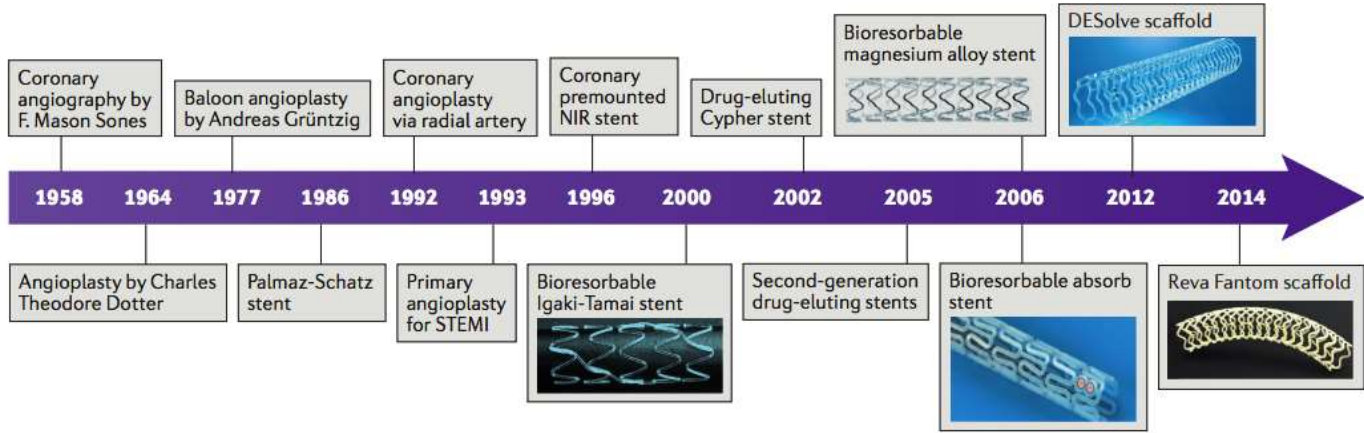 Coronary
angiography by
F. Mason Sones
Baloon angioplasty
by Andreas Grüntzig
Coronary
angioplasty
via radial artery
Coronary
premounted
NIR stent
Drug-eluting
Cypher stent
Bioresorbable
magnesium alloy stent
DESolve scaffold
1958 1964 1977 1986 1992 1993 1996 2000 2002 2005 2006 2012 2014
Angioplasty by Charles
Theodore Dotter
Palmaz-Schatz
stent
Primary
angioplasty
for STEMI
Bioresorbable
Igaki-Tamai stent
Second-generation
drug-eluting stents
Bioresorbable absorb
stent
Reva Fantom scaffold